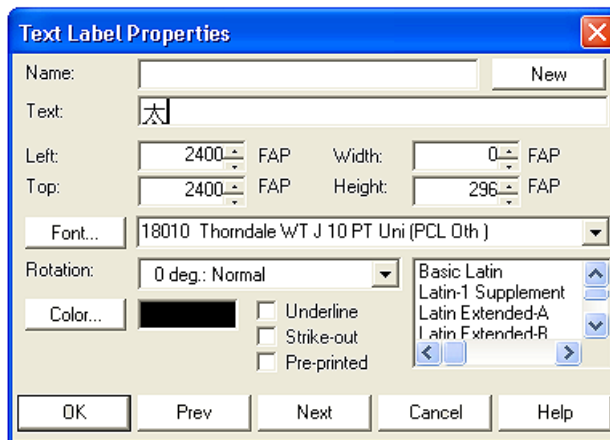 Text Label Properties
Name: New
Text: 太
Left: 2400 FAP Width: 0 FAP
Top: 2400 FAP Height: 296 FAP
Font... 18010 Thorndale WT J 10 PT Uni (PCL Oth )
Rotation: 0 deg.: Normal
Basic Latin
Latin-1 Supplement
Latin Extended-A
Latin Extended-B
Color... Underline
Strike-out
Pre-printed
OK Prev Next Cancel Help